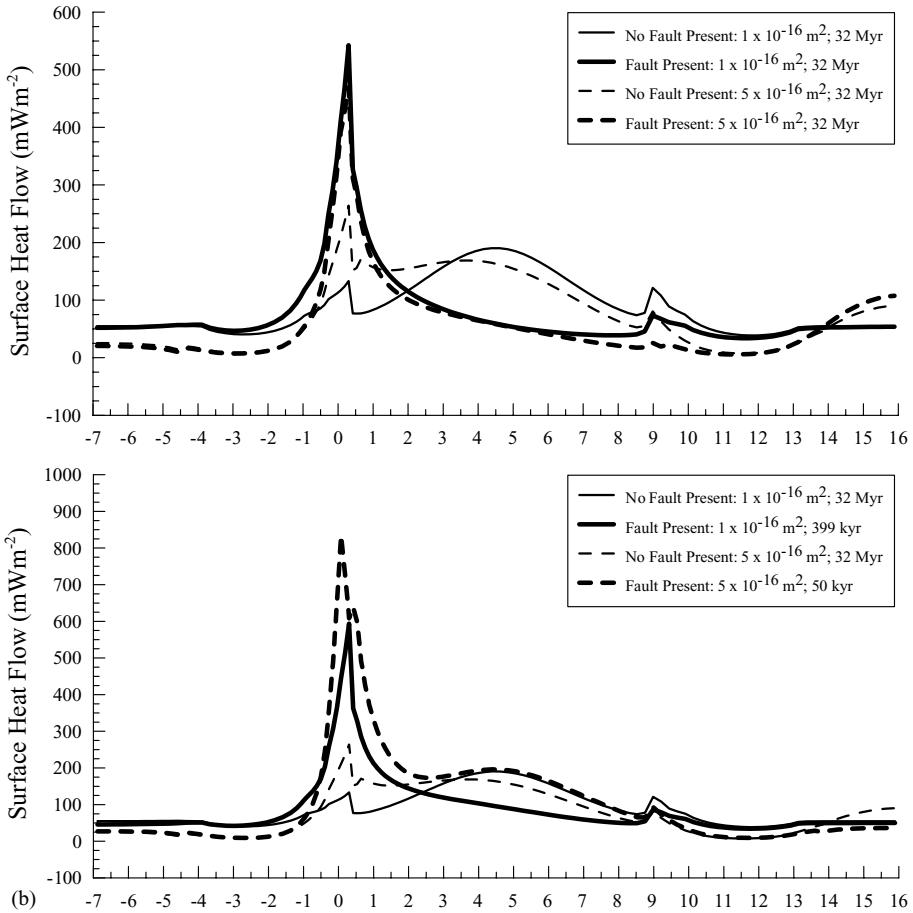 600
500
400
300
200
100
0
-100
Surface Heat Flow (mWm⁻²)
No Fault Present: 1 x 10⁻¹⁶ m²; 32 Myr
Fault Present: 1 x 10⁻¹⁶ m²; 32 Myr
No Fault Present: 5 x 10⁻¹⁶ m²; 32 Myr
Fault Present: 5 x 10⁻¹⁶ m²; 32 Myr
-7 -6 -5 -4 -3 -2 -1 0 1 2 3 4 5 6 7 8 9 10 11 12 13 14 15 16
1000
900
800
700
600
500
400
300
200
100
0
-100
Surface Heat Flow (mWm⁻²)
No Fault Present: 1 x 10⁻¹⁶ m²; 32 Myr
Fault Present: 1 x 10⁻¹⁶ m²; 399 kyr
No Fault Present: 5 x 10⁻¹⁶ m²; 32 Myr
Fault Present: 5 x 10⁻¹⁶ m²; 50 kyr
(b)
-7 -6 -5 -4 -3 -2 -1 0 1 2 3 4 5 6 7 8 9 10 11 12 13 14 15 16